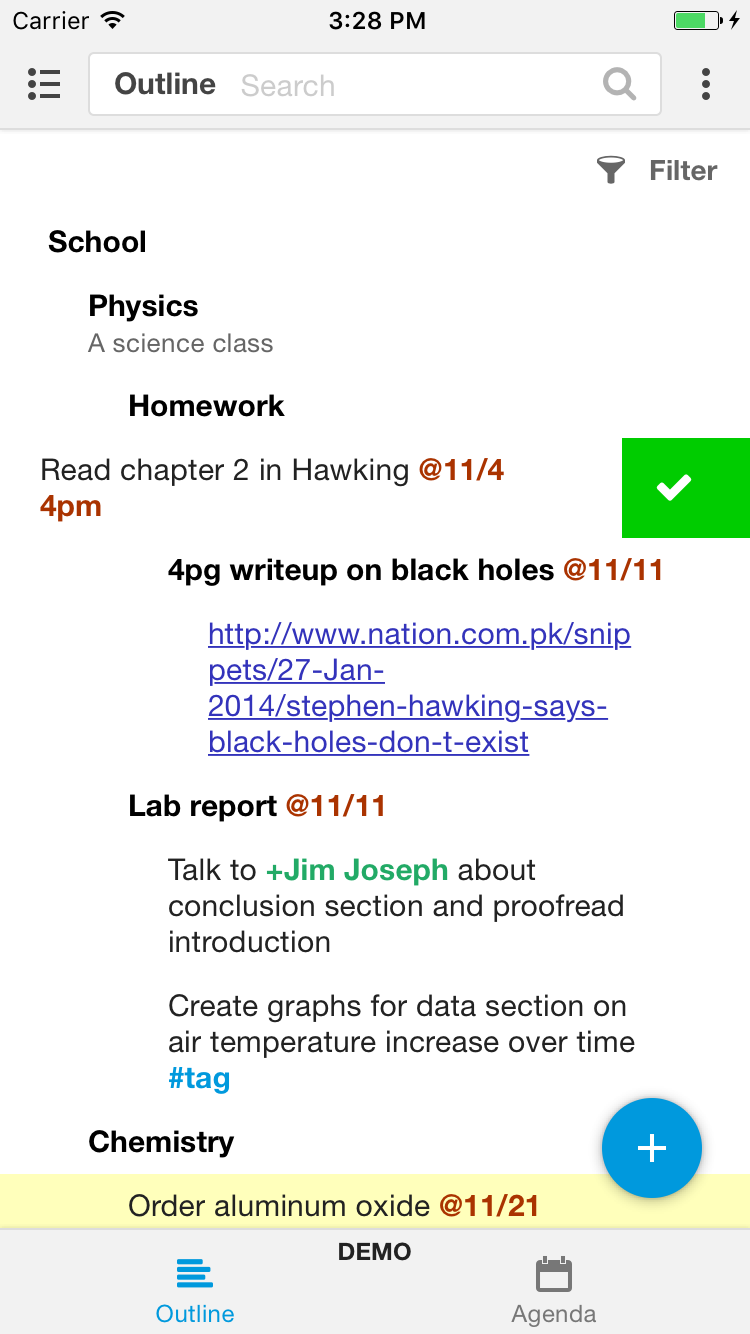 Carrier 3:28 PM
Outline Search
Filter
School
Physics
A science class
Homework
Read chapter 2 in Hawking @11/4
4pm
4pg writeup on black holes @11/11
http://www.nation.com.pk/snip
pets/27-Jan-
2014/stephen-hawking-says-
black-holes-don-t-exist
Lab report @11/11
Talk to +Jim Joseph about
conclusion section and proofread
introduction
Create graphs for data section on
air temperature increase over time
#tag
Chemistry
Order aluminum oxide @11/21
DEMO
Outline Agenda